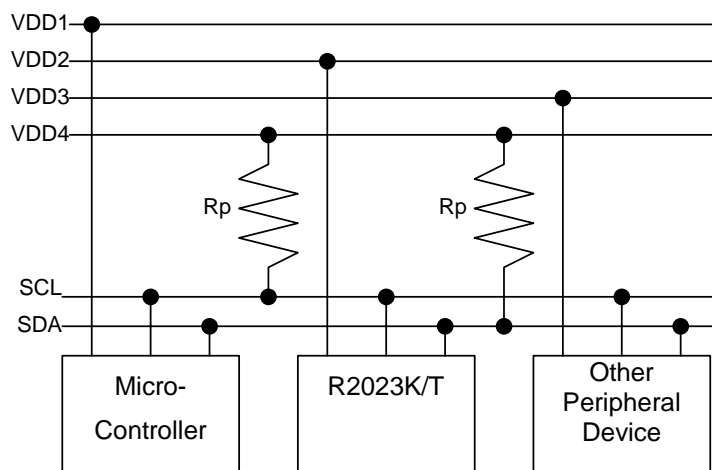 VDD1
VDD2
VDD3
VDD4
Rp
Rp
SCL
SDA
Micro-
Controller
R2023K/T
Other
Peripheral
Device